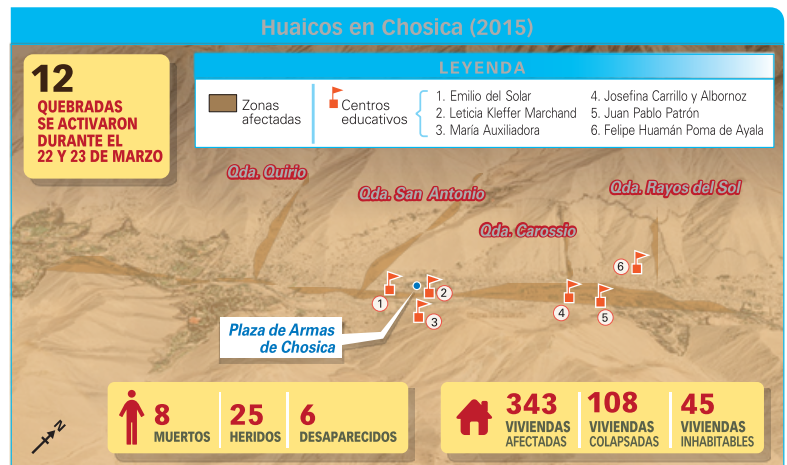 Huaicos en Chosica (2015)
12
QUEBRADAS
SE ACTIVARON
DURANTE EL
22 Y 23 DE MARZO
LEYENDA
Zonas
afectadas
Centros
educativos
1. Emilio del Solar
2. Leticia Kleffer Marchand
3. María Auxiliadora
4. Josefina Carrillo y Albornoz
5. Juan Pablo Patrón
6. Felipe Huamán Poma de Ayala
Qda. Quirio
Qda. San Antonio
Qda. Rayos del Sol
Qda. Carossio
6
1
2
3
4
5
Plaza de Armas
de Chosica
N
8
MUERTOS
25
HERIDOS
6
DESAPARECIDOS
343
VIVIENDAS
AFECTADAS
108
VIVIENDAS
COLAPSADAS
45
VIVIENDAS
INHABITABLES